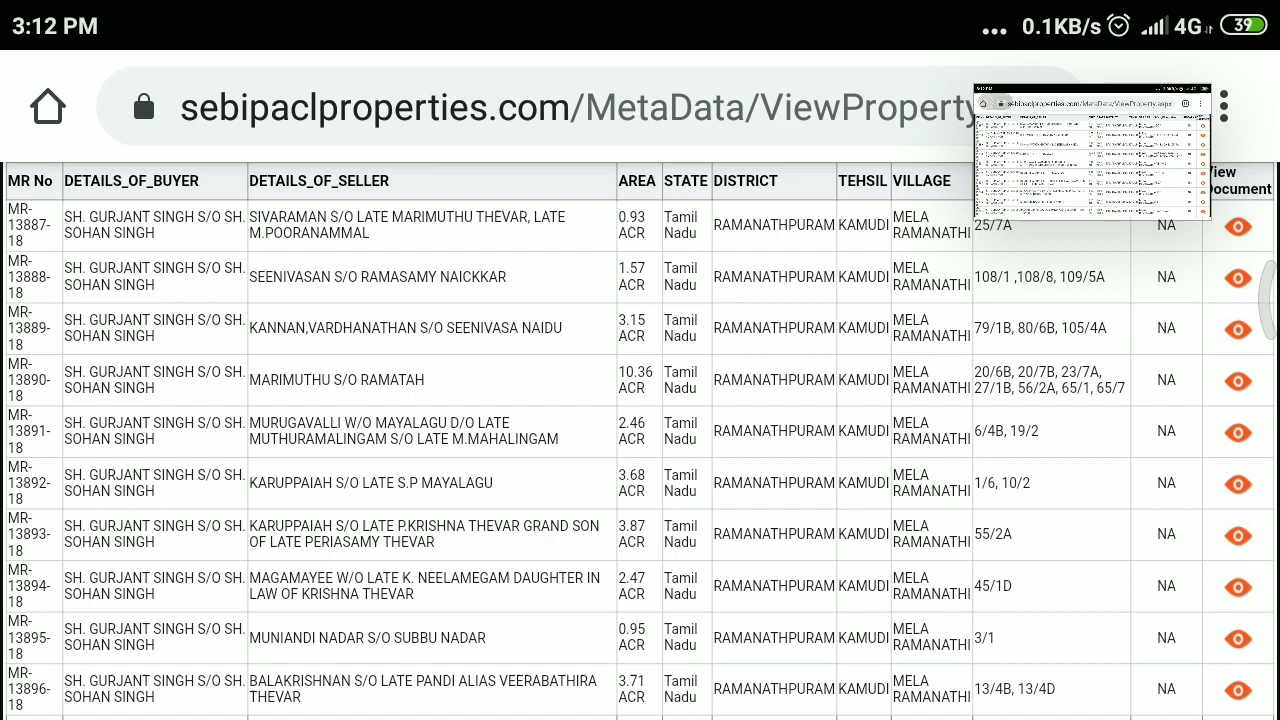 3:12 PM
... 0.1KB/s 4G 39
sebipaclproperties.com/MetaData/ViewProperty
MR No DETAILS_OF_BUYER DETAILS_OF_SELLER AREA STATE DISTRICT TEHSIL VILLAGE View Document
MR-13887-18 SH. GURJANT SINGH S/O SH. SOHAN SINGH SIVARAMAN S/O LATE MARIMUTHU THEVAR, LATE M.POORANAMMAL 0.93 ACR Tamil Nadu RAMANATHPURAM KAMUDI MELA RAMANATHI 25/7A NA
MR-13888-18 SH. GURJANT SINGH S/O SH. SOHAN SINGH SEENIVASAN S/O RAMASAMY NAICKKAR 1.57 ACR Tamil Nadu RAMANATHPURAM KAMUDI MELA RAMANATHI 108/1 ,108/8, 109/5A NA
MR-13889-18 SH. GURJANT SINGH S/O SH. SOHAN SINGH KANNAN,VARDHANATHAN S/O SEENIVASA NAIDU 3.15 ACR Tamil Nadu RAMANATHPURAM KAMUDI MELA RAMANATHI 79/1B, 80/6B, 105/4A NA
MR-13890-18 SH. GURJANT SINGH S/O SH. SOHAN SINGH MARIMUTHU S/O RAMATAH 10.36 ACR Tamil Nadu RAMANATHPURAM KAMUDI MELA RAMANATHI 20/6B, 20/7B, 23/7A, 27/1B, 56/2A, 65/1, 65/7 NA
MR-13891-18 SH. GURJANT SINGH S/O SH. SOHAN SINGH MURUGAVALLI W/O MAYALAGU D/O LATE MUTHURAMALINGAM S/O LATE M.MAHALINGAM 2.46 ACR Tamil Nadu RAMANATHPURAM KAMUDI MELA RAMANATHI 6/4B, 19/2 NA
MR-13892-18 SH. GURJANT SINGH S/O SH. SOHAN SINGH KARUPPAIAH S/O LATE S.P MAYALAGU 3.68 ACR Tamil Nadu RAMANATHPURAM KAMUDI MELA RAMANATHI 1/6, 10/2 NA
MR-13893-18 SH. GURJANT SINGH S/O SH. SOHAN SINGH KARUPPAIAH S/O LATE P.KRISHNA THEVAR GRAND SON OF LATE PERIASAMY THEVAR 3.87 ACR Tamil Nadu RAMANATHPURAM KAMUDI MELA RAMANATHI 55/2A NA
MR-13894-18 SH. GURJANT SINGH S/O SH. SOHAN SINGH MAGAMAYEE W/O LATE K. NEELAMEGAM DAUGHTER IN LAW OF KRISHNA THEVAR 2.47 ACR Tamil Nadu RAMANATHPURAM KAMUDI MELA RAMANATHI 45/1D NA
MR-13895-18 SH. GURJANT SINGH S/O SH. SOHAN SINGH MUNIANDI NADAR S/O SUBBU NADAR 0.95 ACR Tamil Nadu RAMANATHPURAM KAMUDI MELA RAMANATHI 3/1 NA
MR-13896-18 SH. GURJANT SINGH S/O SH. SOHAN SINGH BALAKRISHNAN S/O LATE PANDI ALIAS VEERABATHIRA THEVAR 3.71 ACR Tamil Nadu RAMANATHPURAM KAMUDI MELA RAMANATHI 13/4B, 13/4D NA